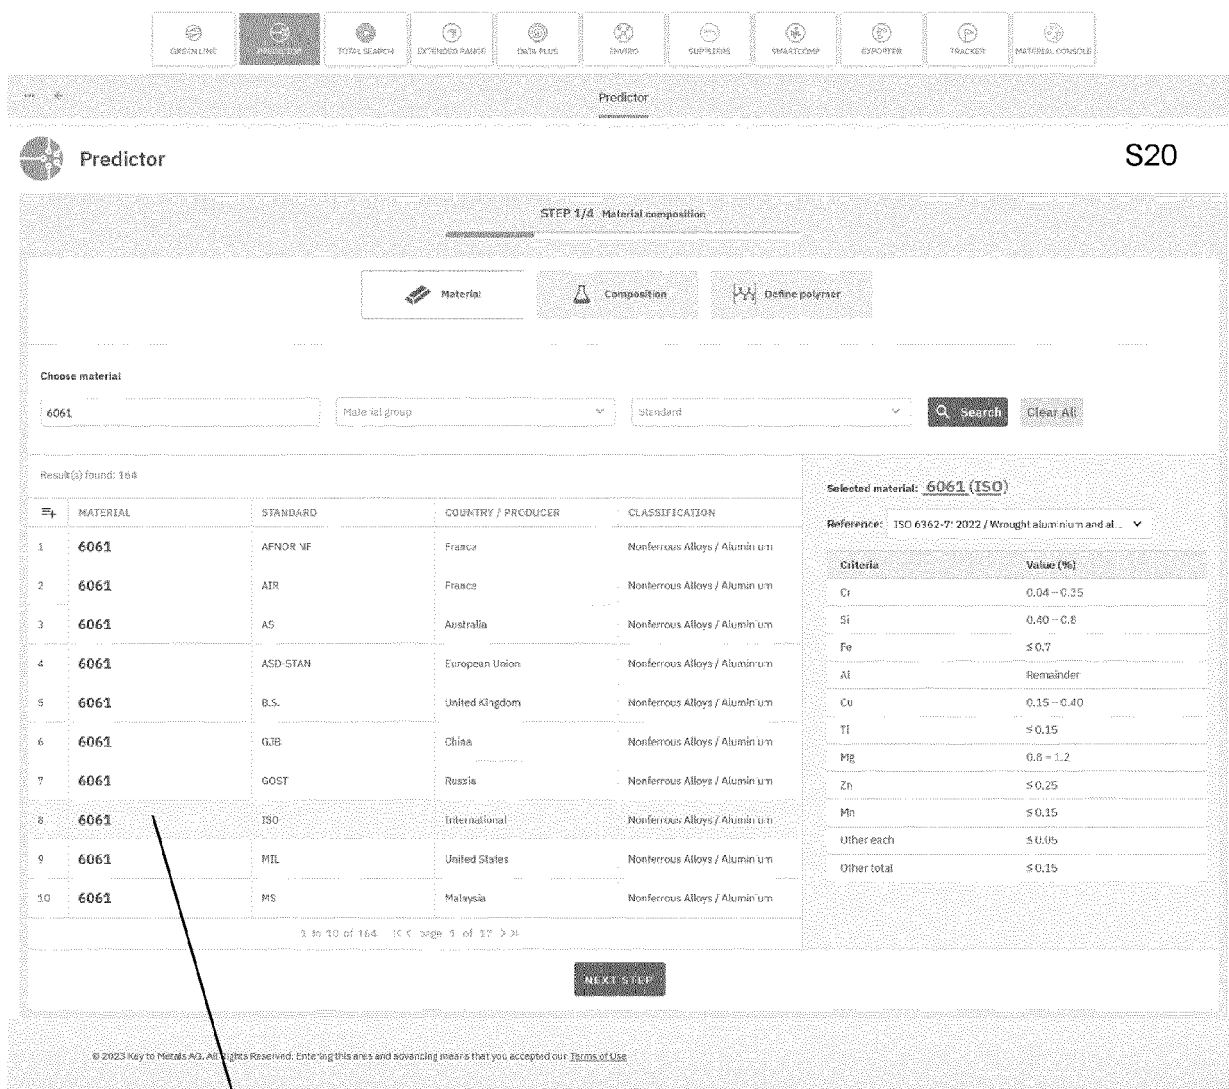 GREEN LINE PREDICTOR TOTAL SEARCH EXTENDED RANGE DATA PLUS ENVIRO SUPPLIERS SMARTCOMP EXPORTER TRACKER MATERIAL CONSOLE
Predictor
Predictor
S20
STEP 1/4 Material composition
Material Composition Define polymer
Choose material
6061 Material group Standard Search Clear All
Result(s) found: 164
Selected material: 6061 (ISO)
MATERIAL STANDARD COUNTRY / PRODUCER CLASSIFICATION
Reference: ISO 6362-7: 2022 / Wrought aluminium and al...
1 6061 AFNOR NF France Nonferrous Alloys / Aluminium
2 6061 AIR France Nonferrous Alloys / Aluminium
3 6061 AS Australia Nonferrous Alloys / Aluminium
4 6061 ASD-STAN European Union Nonferrous Alloys / Aluminium
5 6061 B.S. United Kingdom Nonferrous Alloys / Aluminium
6 6061 GJB China Nonferrous Alloys / Aluminium
7 6061 GOST Russia Nonferrous Alloys / Aluminium
8 6061 ISO International Nonferrous Alloys / Aluminium
9 6061 MIL United States Nonferrous Alloys / Aluminium
10 6061 MS Malaysia Nonferrous Alloys / Aluminium
1 to 10 of 164 page 1 of 17
Criteria Value (%)
Cr 0.04 – 0.35
Si 0.40 – 0.8
Fe ≤ 0.7
Al Remainder
Cu 0.15 – 0.40
Ti ≤ 0.15
Mg 0.8 – 1.2
Zn ≤ 0.25
Mn ≤ 0.15
Other each ≤ 0.05
Other total ≤ 0.15
NEXT STEP
© 2023 Key to Metals AG. All Rights Reserved. Entering this area and advancing means that you accepted our Terms of Use